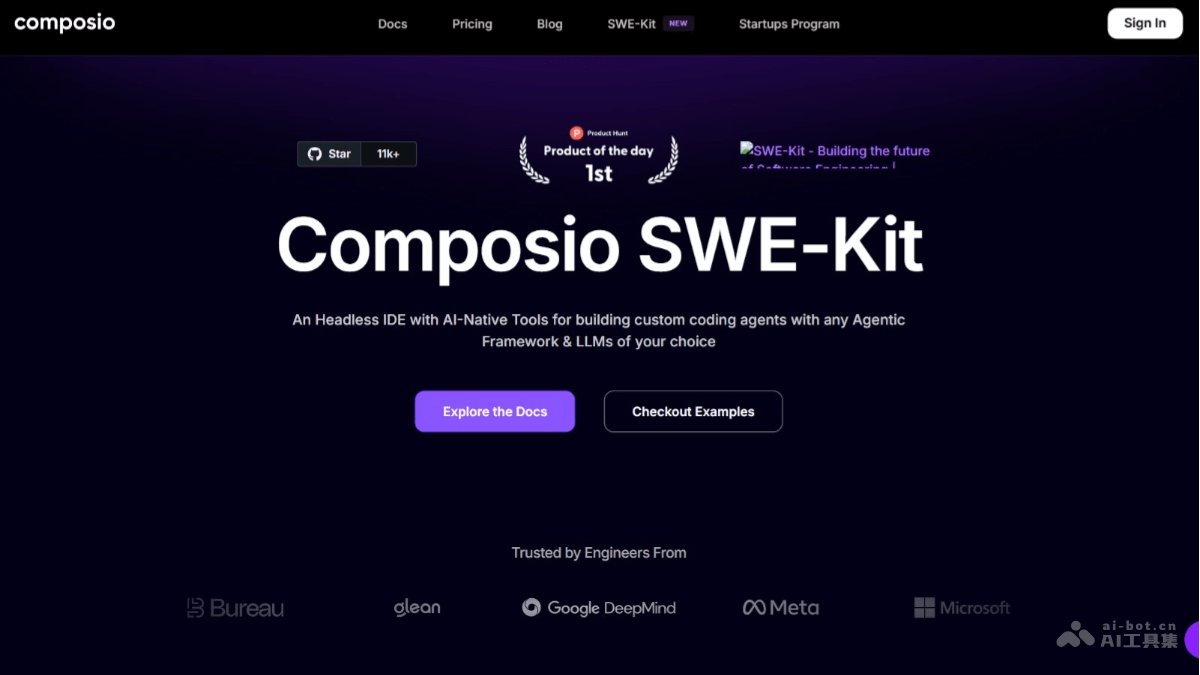 composio
Docs
Pricing
Blog
SWE-Kit NEW
Startups Program
Sign In
Star 11k+
P Product Hunt
Product of the day
1st
SWE-Kit - Building the future
of Software Engineering |
Composio SWE-Kit
An Headless IDE with AI-Native Tools for building custom coding agents with any Agentic
Framework & LLMs of your choice
Explore the Docs
Checkout Examples
Trusted by Engineers From
Bureau
glean
Google DeepMind
Meta
Microsoft
ai-bot.cn
AI工具集